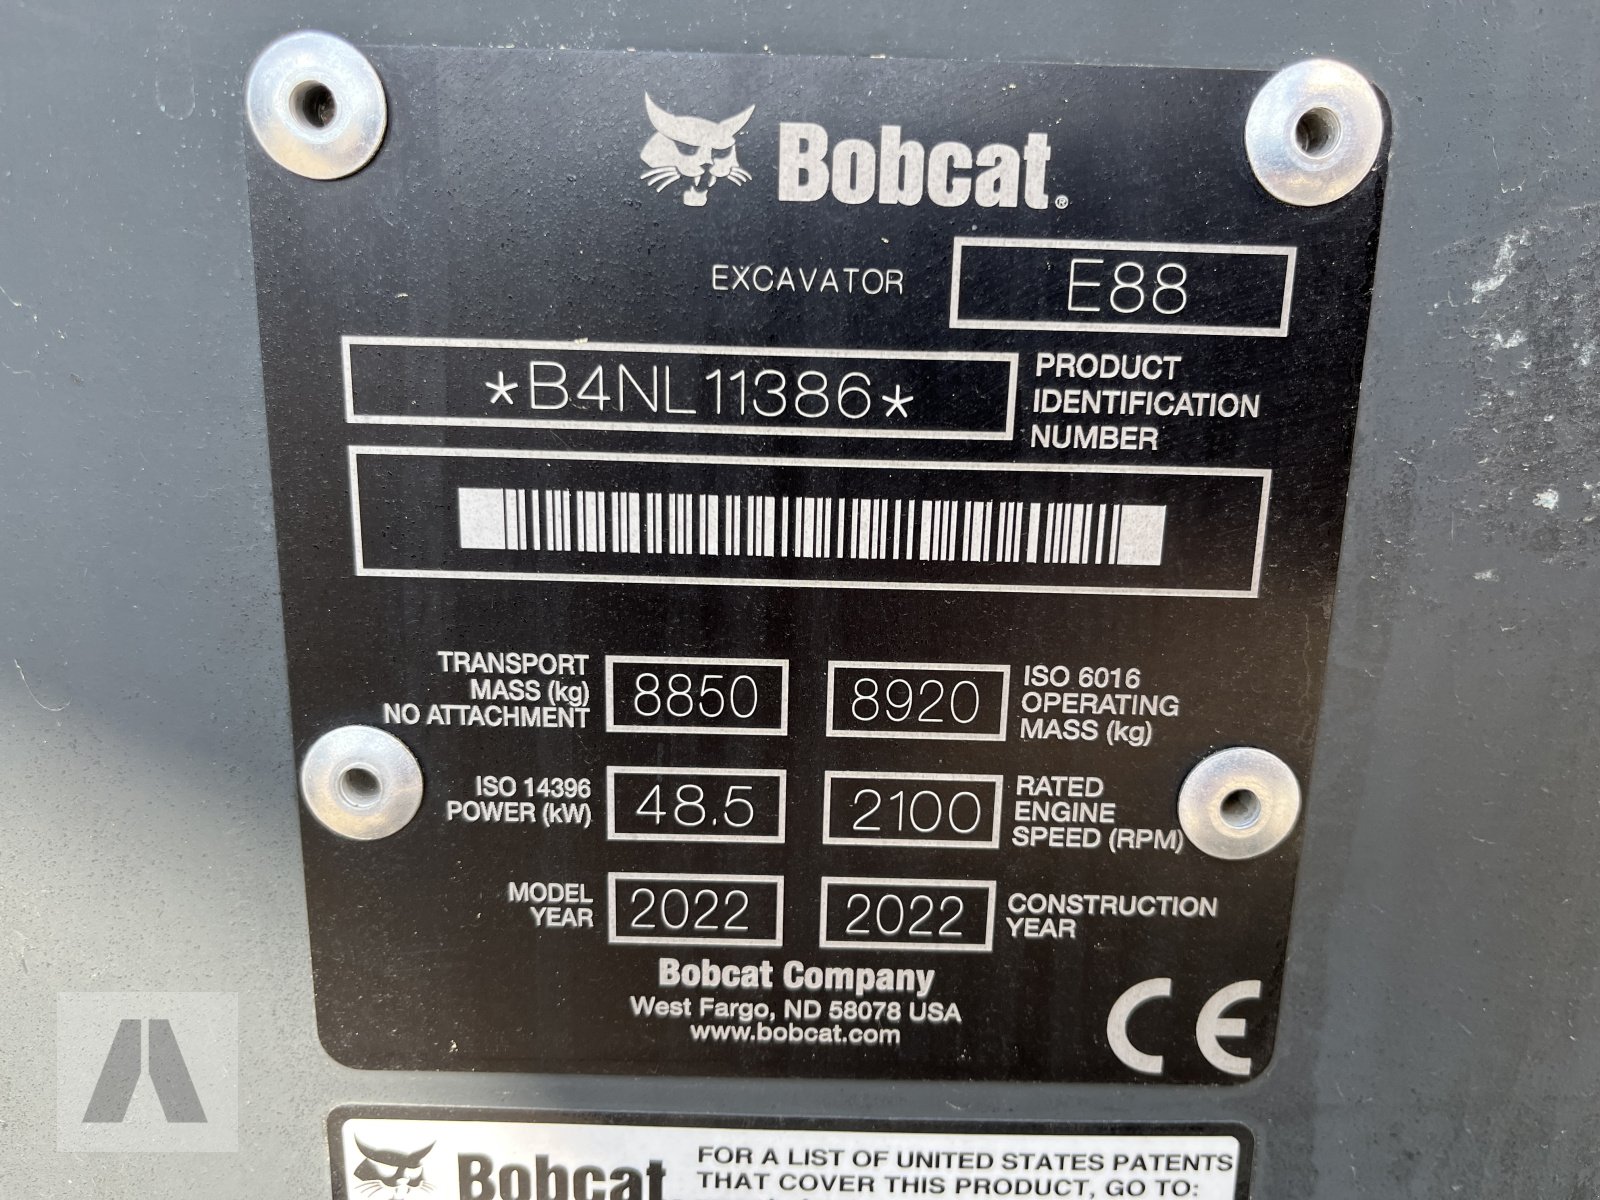 Bobcat®
EXCAVATOR E88
*B4NL11386*
PRODUCT
IDENTIFICATION
NUMBER
TRANSPORT
MASS (kg)
NO ATTACHMENT
8850
8920
ISO 6016
OPERATING
MASS (kg)
ISO 14396
POWER (kW)
48.5
2100
RATED
ENGINE
SPEED (RPM)
MODEL
YEAR
2022
2022
CONSTRUCTION
YEAR
Bobcat Company
West Fargo, ND 58078 USA
www.bobcat.com
CE
Bobcat
FOR A LIST OF UNITED STATES PATENTS
THAT COVER THIS PRODUCT, GO TO: